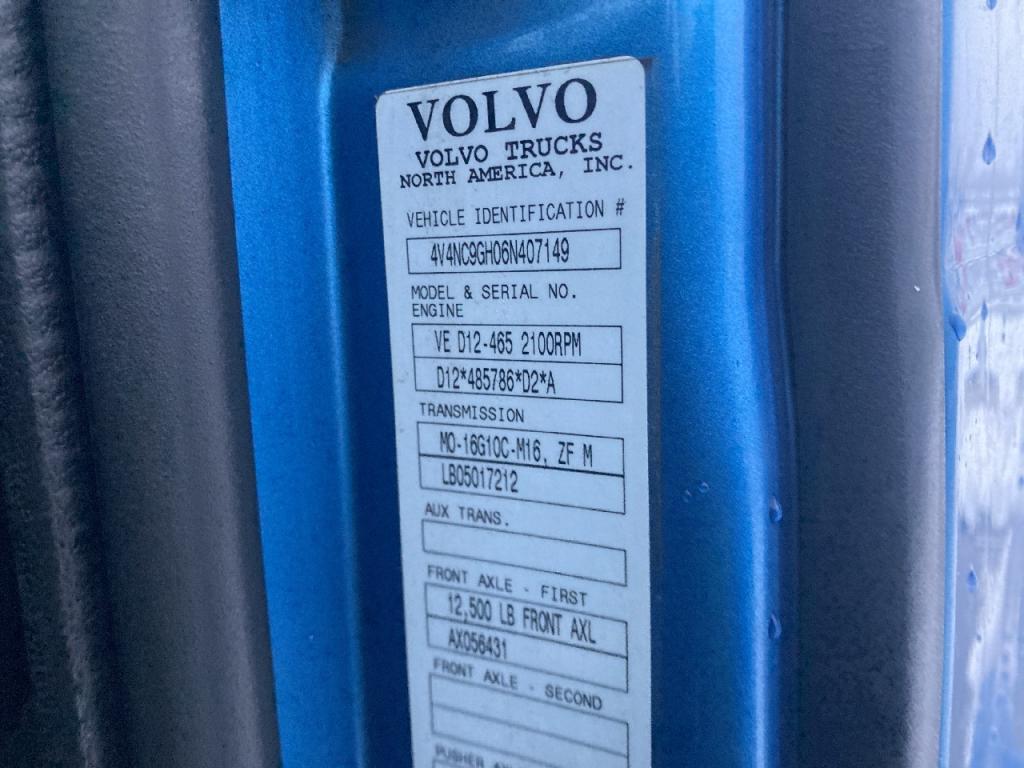 VOLVO
VOLVO TRUCKS
NORTH AMERICA, INC.
VEHICLE IDENTIFICATION #
4V4NC9GH06N407149
MODEL & SERIAL NO.
ENGINE
VE D12-465 2100RPM
D12*485786*D2*A
TRANSMISSION
MO-16G10C-M16, ZF M
LB05017212
AUX TRANS.
FRONT AXLE - FIRST
12,500 LB FRONT AXL
AX056431
FRONT AXLE - SECOND
PUSHER